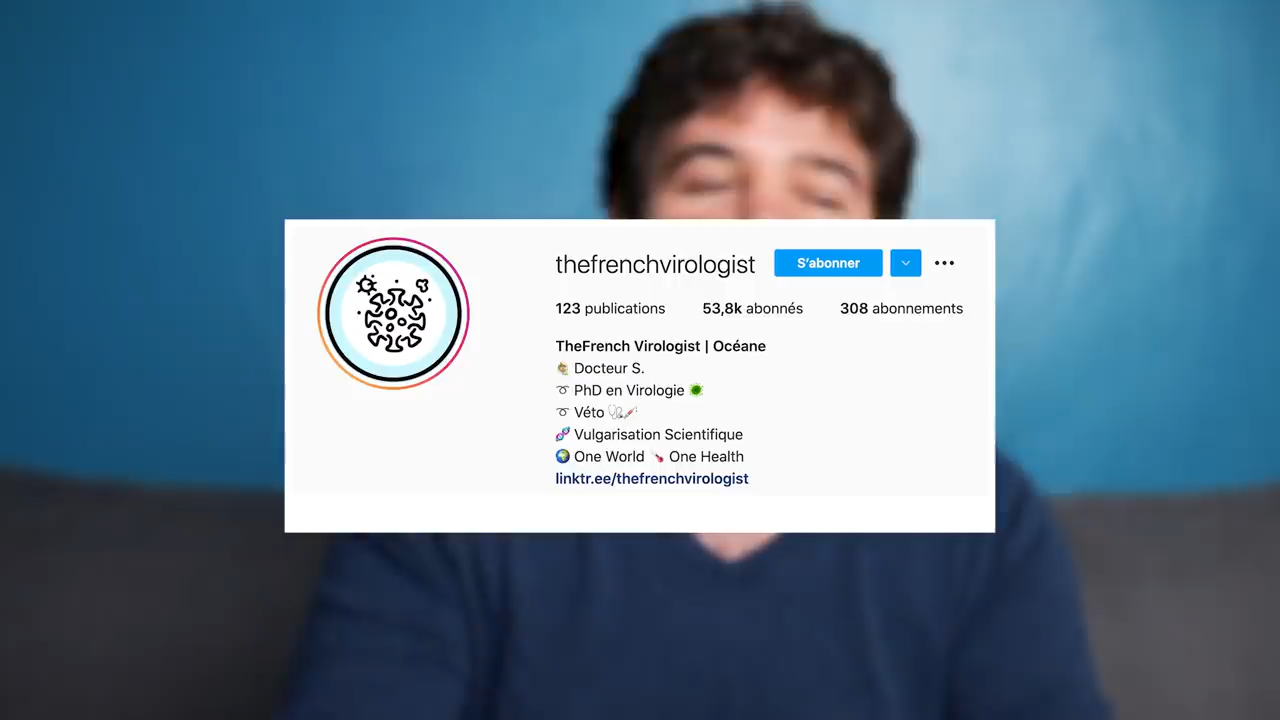 thefrenchvirologist S'abonner
123 publications 53,8k abonnés 308 abonnements
TheFrench Virologist | Océane
Docteur S.
PhD en Virologie
Véto
Vulgarisation Scientifique
One World One Health
linktr.ee/thefrenchvirologist